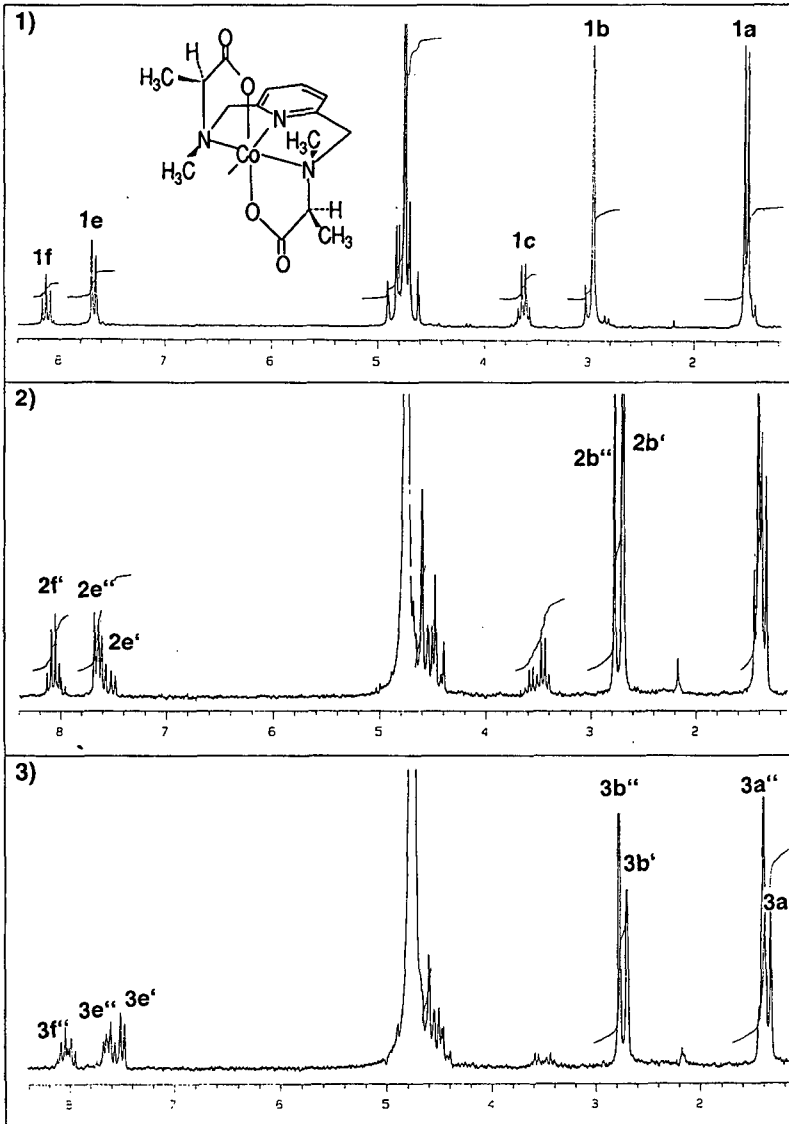 1)
1b
1a
H
O
H₃C
O
N
N
H₃C
Co
H₃C
N
O
H
CH₃
O
1f
1e
1c
8 7 6 5 4 3 2
2)
2b“ 2b‘
2f‘ 2e“
2e‘
8 7 6 5 4 3 2
3)
3b“
3a“
3b‘
3a
3f“ 3e“ 3e‘
8 7 6 5 4 3 2